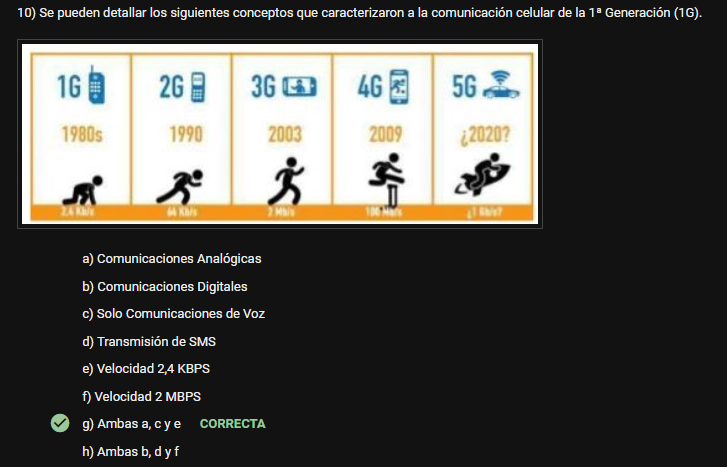 10) Se pueden detallar los siguientes conceptos que caracterizaron a la comunicación celular de la 1ª Generación (1G).
1G 2G 3G 4G 5G
1980s 1990 2003 2009 ¿2020?
2,4 Kb/s 64 Kb/s 2 Mb/s 100 Mb/s ¿1 Gb/s?
a) Comunicaciones Analógicas
b) Comunicaciones Digitales
c) Solo Comunicaciones de Voz
d) Transmisión de SMS
e) Velocidad 2,4 KBPS
f) Velocidad 2 MBPS
g) Ambas a, c y e CORRECTA
h) Ambas b, d y f